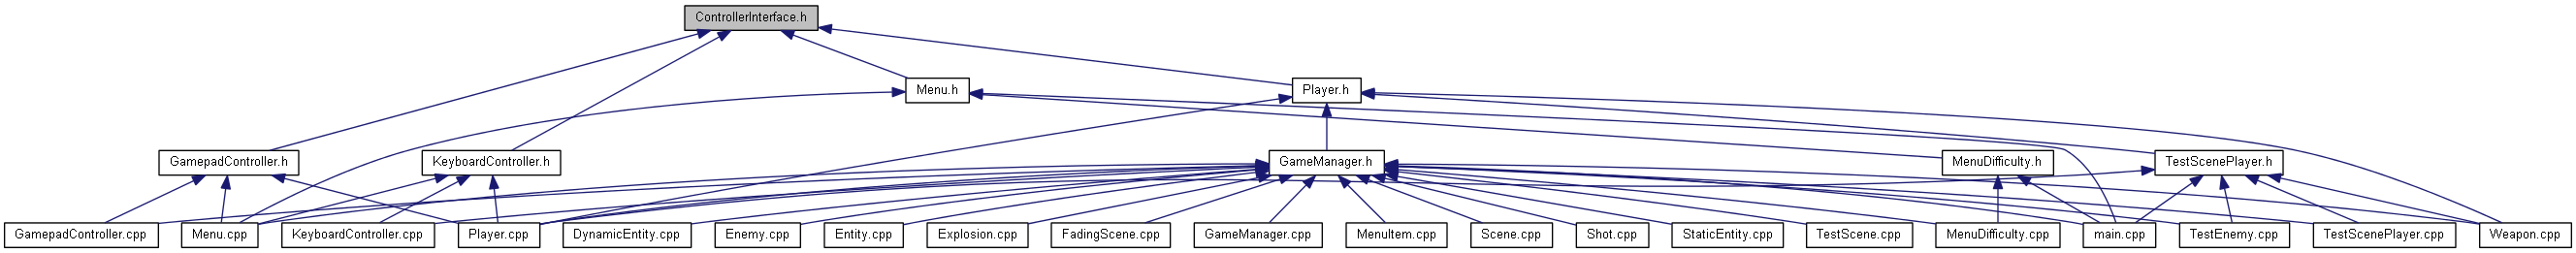 ControllerInterface.h
Menu.h
Player.h
GamepadController.h
KeyboardController.h
GameManager.h
MenuDifficulty.h
TestScenePlayer.h
GamepadController.cpp
Menu.cpp
KeyboardController.cpp
Player.cpp
DynamicEntity.cpp
Enemy.cpp
Entity.cpp
Explosion.cpp
FadingScene.cpp
GameManager.cpp
MenuItem.cpp
Scene.cpp
Shot.cpp
StaticEntity.cpp
TestScene.cpp
MenuDifficulty.cpp
main.cpp
TestEnemy.cpp
TestScenePlayer.cpp
Weapon.cpp